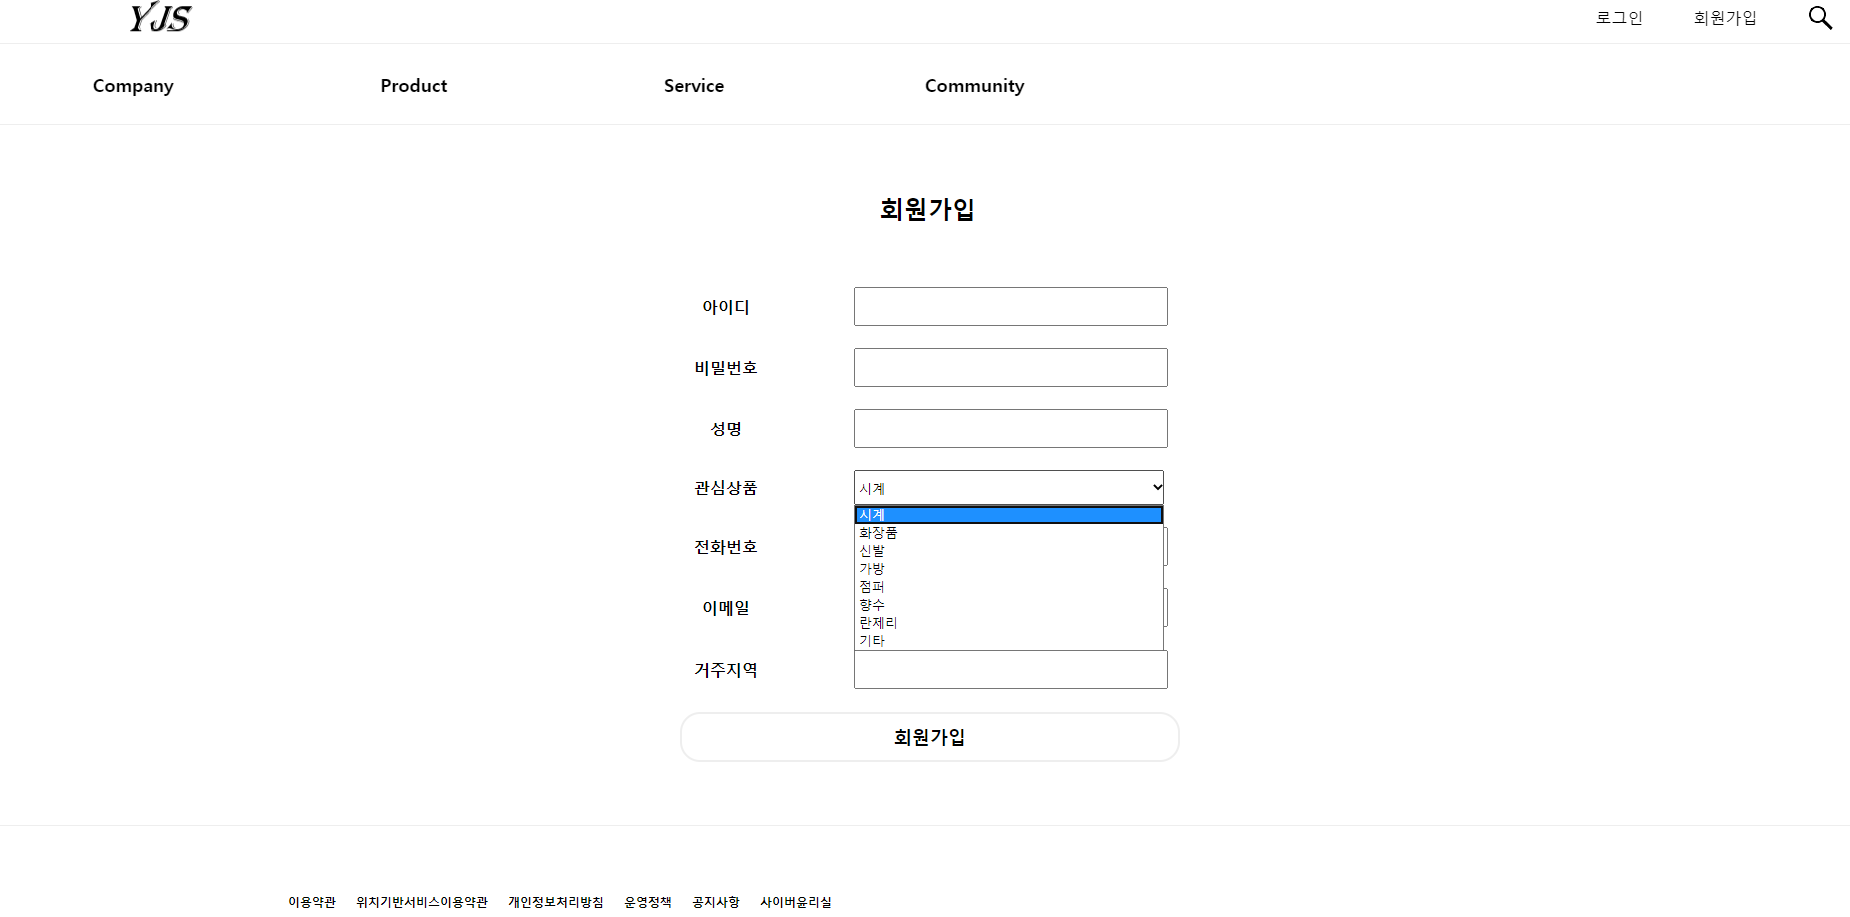 YJS 로그인 회원가입
Company Product Service Community
회원가입
아이디
비밀번호
성명
관심상품 시계
시계
화장품
신발
가방
점퍼
향수
란제리
기타
전화번호
이메일
거주지역
회원가입
이용약관 위치기반서비스이용약관 개인정보처리방침 운영정책 공지사항 사이버윤리실